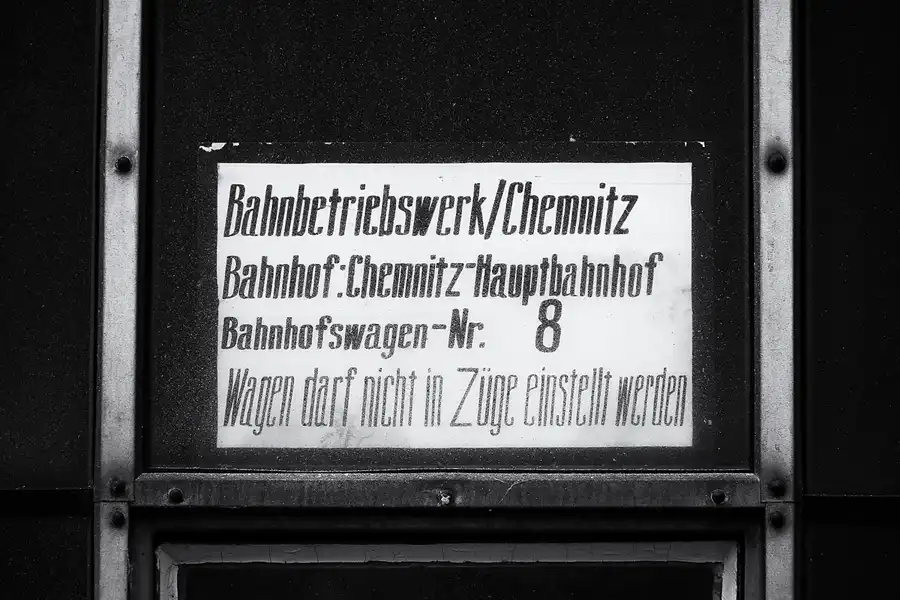 Bahnbetriebswerk/Chemnitz
Bahnhof:Chemnitz-Hauptbahnhof
Bahnhofswagen-Nr. 8
Wagen darf nicht in Züge einstellt werden